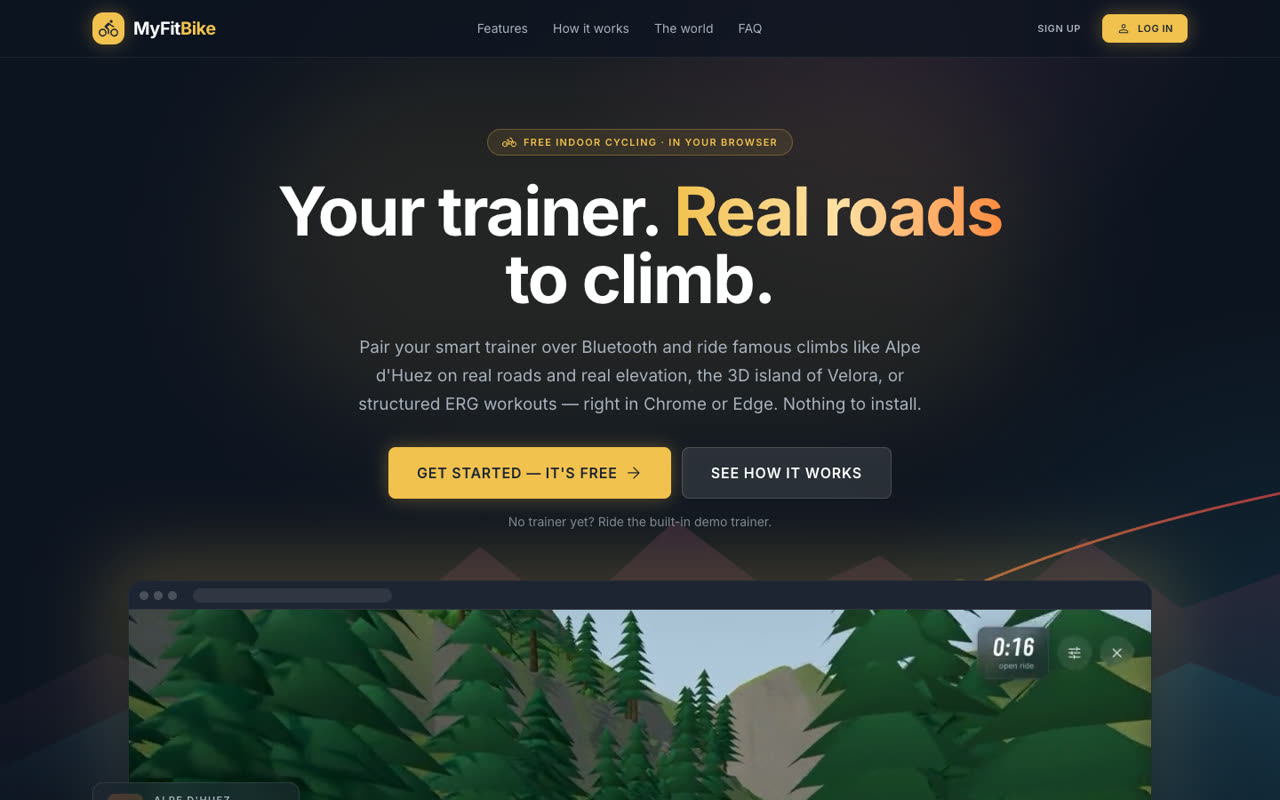 MyFitBike
Features
How it works
The world
FAQ
SIGN UP
LOG IN
FREE INDOOR CYCLING · IN YOUR BROWSER
Your trainer. Real roads
to climb.
Pair your smart trainer over Bluetooth and ride famous climbs like Alpe
d'Huez on real roads and real elevation, the 3D island of Velora, or
structured ERG workouts — right in Chrome or Edge. Nothing to install.
GET STARTED — IT'S FREE →
SEE HOW IT WORKS
No trainer yet? Ride the built-in demo trainer.
0:16
open ride
ALPE D'HUEZ